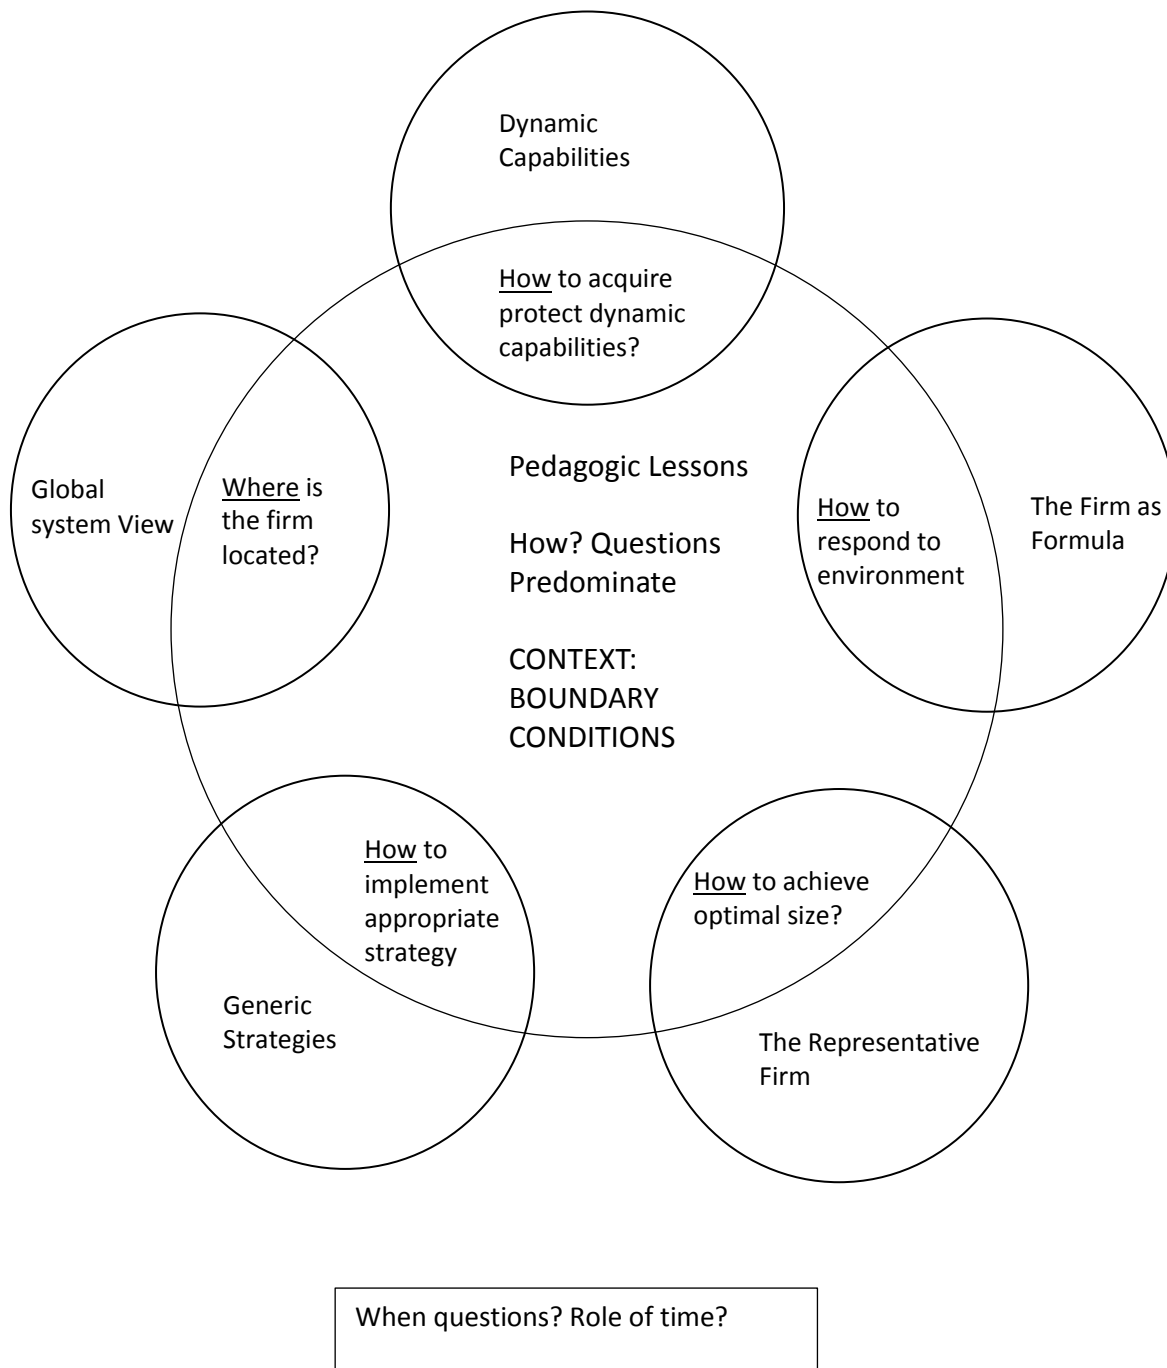 Dynamic
Capabilities
How to acquire
protect dynamic
capabilities?
Global
system View
Where is
the firm
located?
Pedagogic Lessons
How? Questions
Predominate
CONTEXT:
BOUNDARY
CONDITIONS
How to
respond to
environment
The Firm as
Formula
How to
implement
appropriate
strategy
Generic
Strategies
How to achieve
optimal size?
The Representative
Firm
When questions? Role of time?